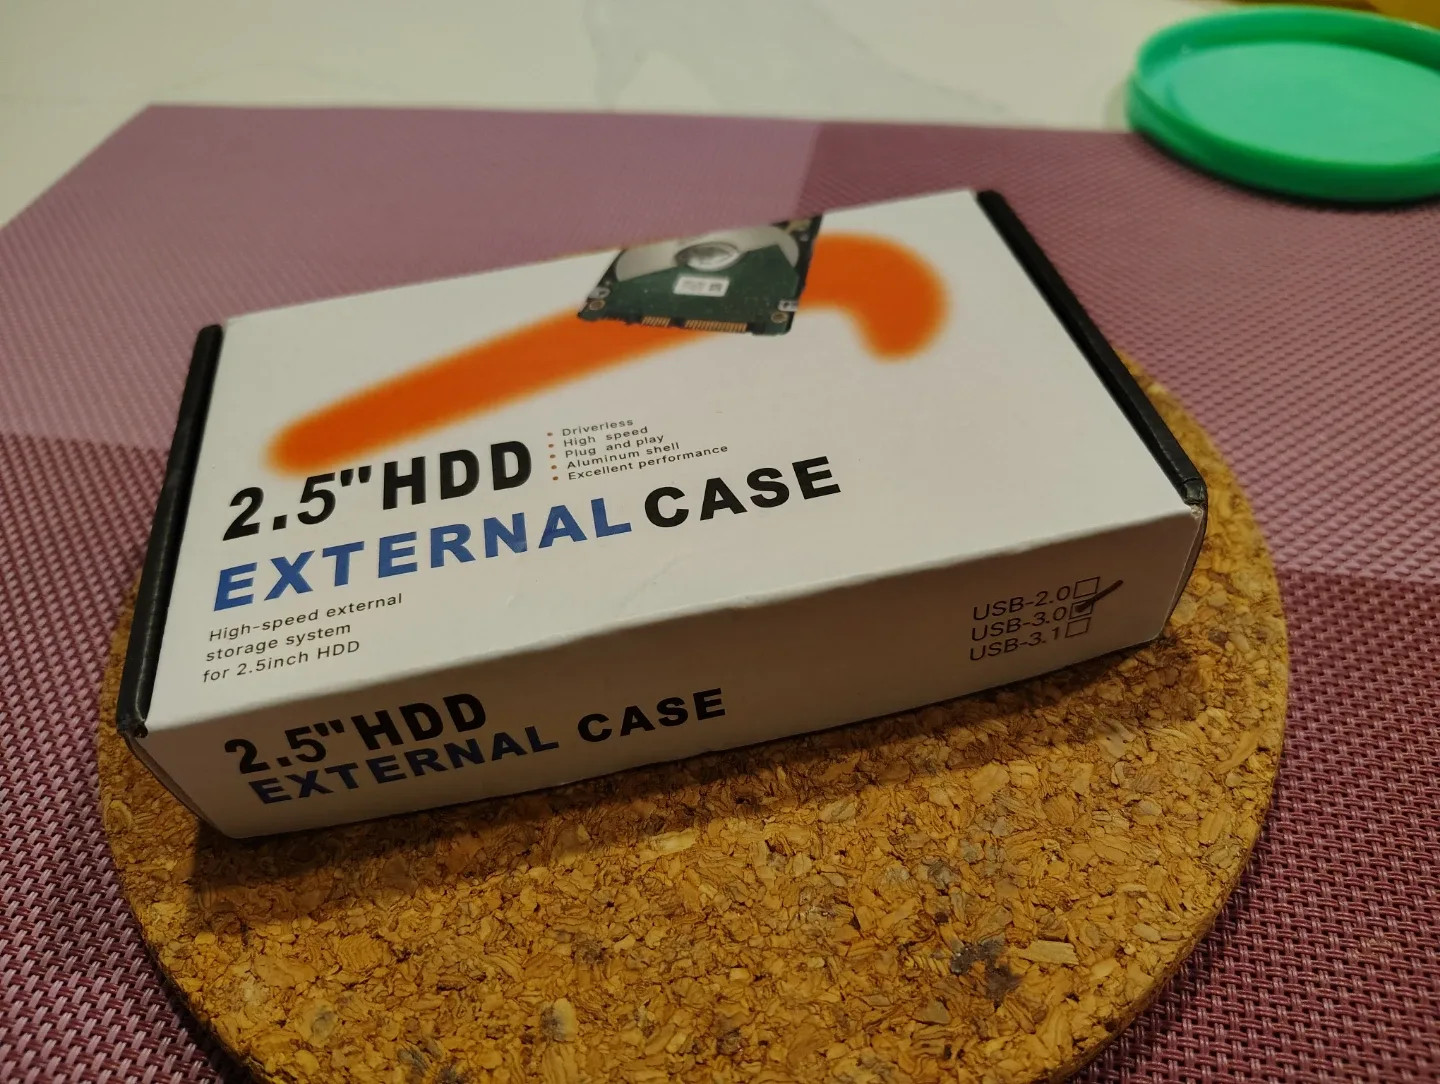 2.5"HDD
Driverless
High speed
Plug and play
Aluminum shell
Excellent performance
EXTERNAL CASE
High-speed external
storage system
for 2.5inch HDD
2.5"HDD
EXTERNAL CASE
USB-2.0
USB-3.0
USB-3.1